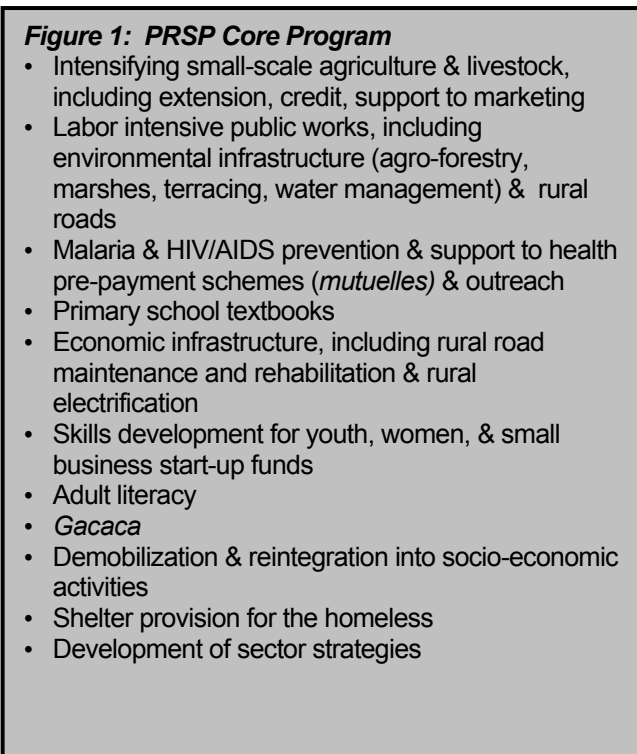 Figure 1: PRSP Core Program
• Intensifying small-scale agriculture & livestock,
including extension, credit, support to marketing
• Labor intensive public works, including
environmental infrastructure (agro-forestry,
marshes, terracing, water management) & rural
roads
• Malaria & HIV/AIDS prevention & support to health
pre-payment schemes (mutuelles) & outreach
• Primary school textbooks
• Economic infrastructure, including rural road
maintenance and rehabilitation & rural
electrification
• Skills development for youth, women, & small
business start-up funds
• Adult literacy
• Gacaca
• Demobilization & reintegration into socio-economic
activities
• Shelter provision for the homeless
• Development of sector strategies